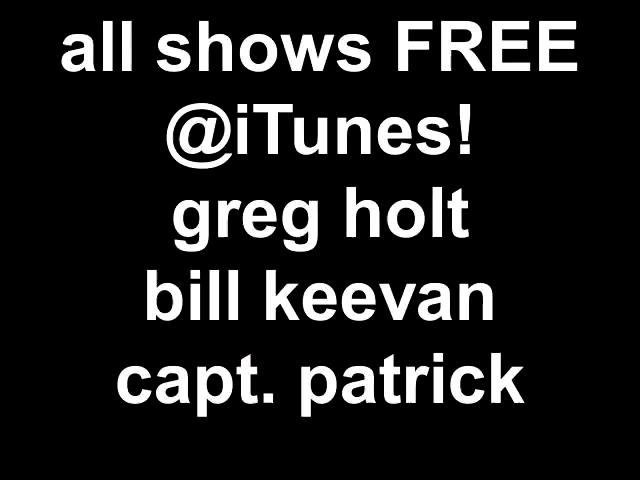 all shows FREE
@iTunes!
greg holt
bill keevan
capt. patrick